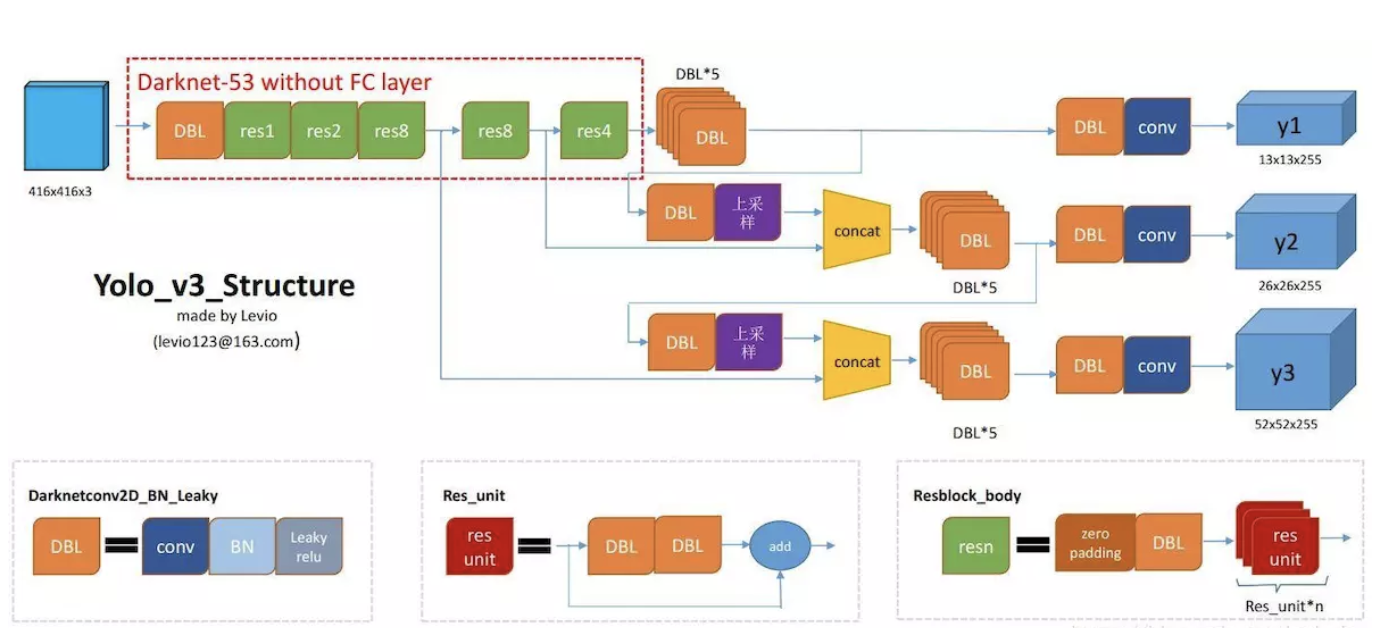 Darknet-53 without FC layer
DBL*5
DBL
res1
res2
res8
res8
res4
DBL
DBL
conv
y1
13x13x255
416x416x3
DBL
上采
样
concat
DBL
DBL*5
DBL
conv
y2
26x26x255
Yolo_v3_Structure
made by Levio
(levio123@163.com)
DBL
上采
样
concat
DBL
DBL*5
DBL
conv
y3
52x52x255
Darknetconv2D_BN_Leaky
DBL
conv
BN
Leaky
relu
Res_unit
res
unit
DBL
DBL
add
Resblock_body
resn
zero
padding
DBL
res
unit
Res_unit*n